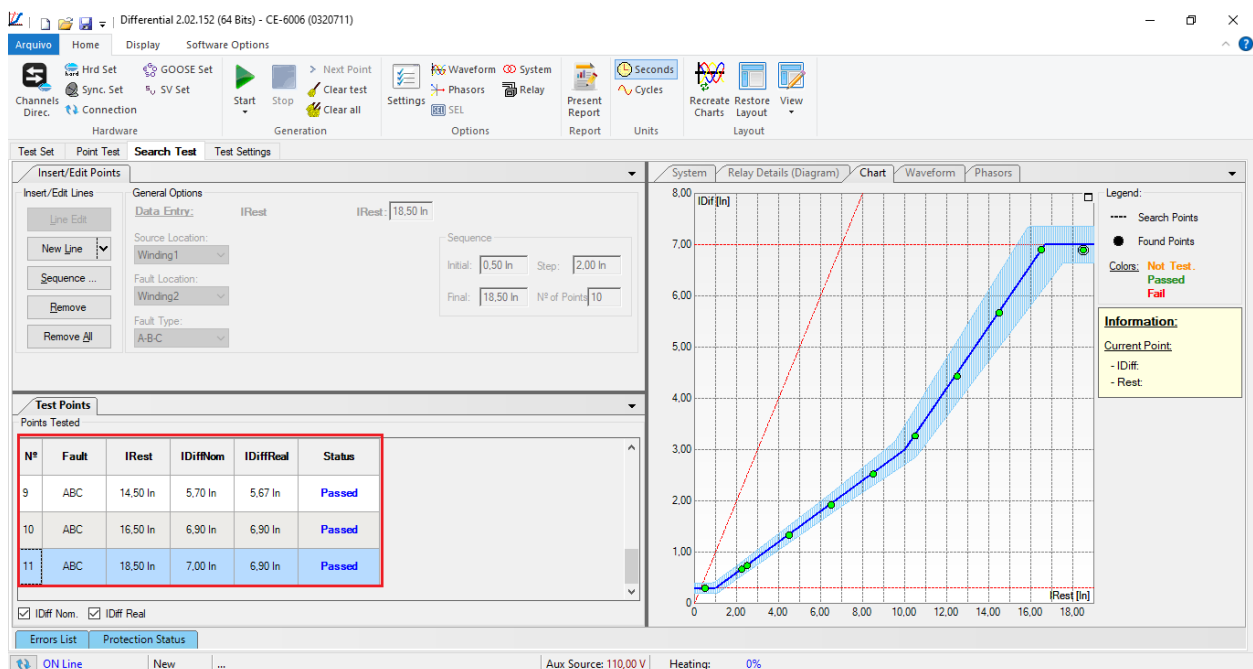 Differential 2.02.152 (64 Bits) - CE-6006 (0320711)
Arquivo Home Display Software Options
Channels Direc.
Hrd Set
Sync. Set
Connection
GOOSE Set
SV Set
Hardware
Start
Stop
Next Point
Clear test
Clear all
Generation
Settings
Waveform
Phasors
SEL
System
Relay
Options
Present Report
Report
Seconds
Cycles
Units
Recreate Charts
Restore Layout
View
Layout
Test Set Point Test Search Test Test Settings
Insert/Edit Points
Insert/Edit Lines
Line Edit
New Line
Sequence ...
Remove
Remove All
General Options
Data Entry: IRest IRest: 18,50 In
Source Location:
Winding1
Fault Location:
Winding2
Fault Type:
A-B-C
Sequence
Initial: 0,50 In Step: 2,00 In
Final: 18,50 In Nº of Points 10
Test Points
Points Tested
Nº Fault IRest IDiffNom IDiffReal Status
9 ABC 14,50 In 5,70 In 5,67 In Passed
10 ABC 16,50 In 6,90 In 6,90 In Passed
11 ABC 18,50 In 7,00 In 6,90 In Passed
IDiff Nom. IDiff Real
Errors List Protection Status
System Relay Details (Diagram) Chart Waveform Phasors
IDif [In]
8,00
7,00
6,00
5,00
4,00
3,00
2,00
1,00
0
0 2,00 4,00 6,00 8,00 10,00 12,00 14,00 16,00 18,00
IRest [In]
Legend:
Search Points
Found Points
Colors: Not Test.
Passed
Fail
Information:
Current Point:
- IDiff:
- Rest:
ON Line New ... Aux Source: 110,00 V Heating: 0%